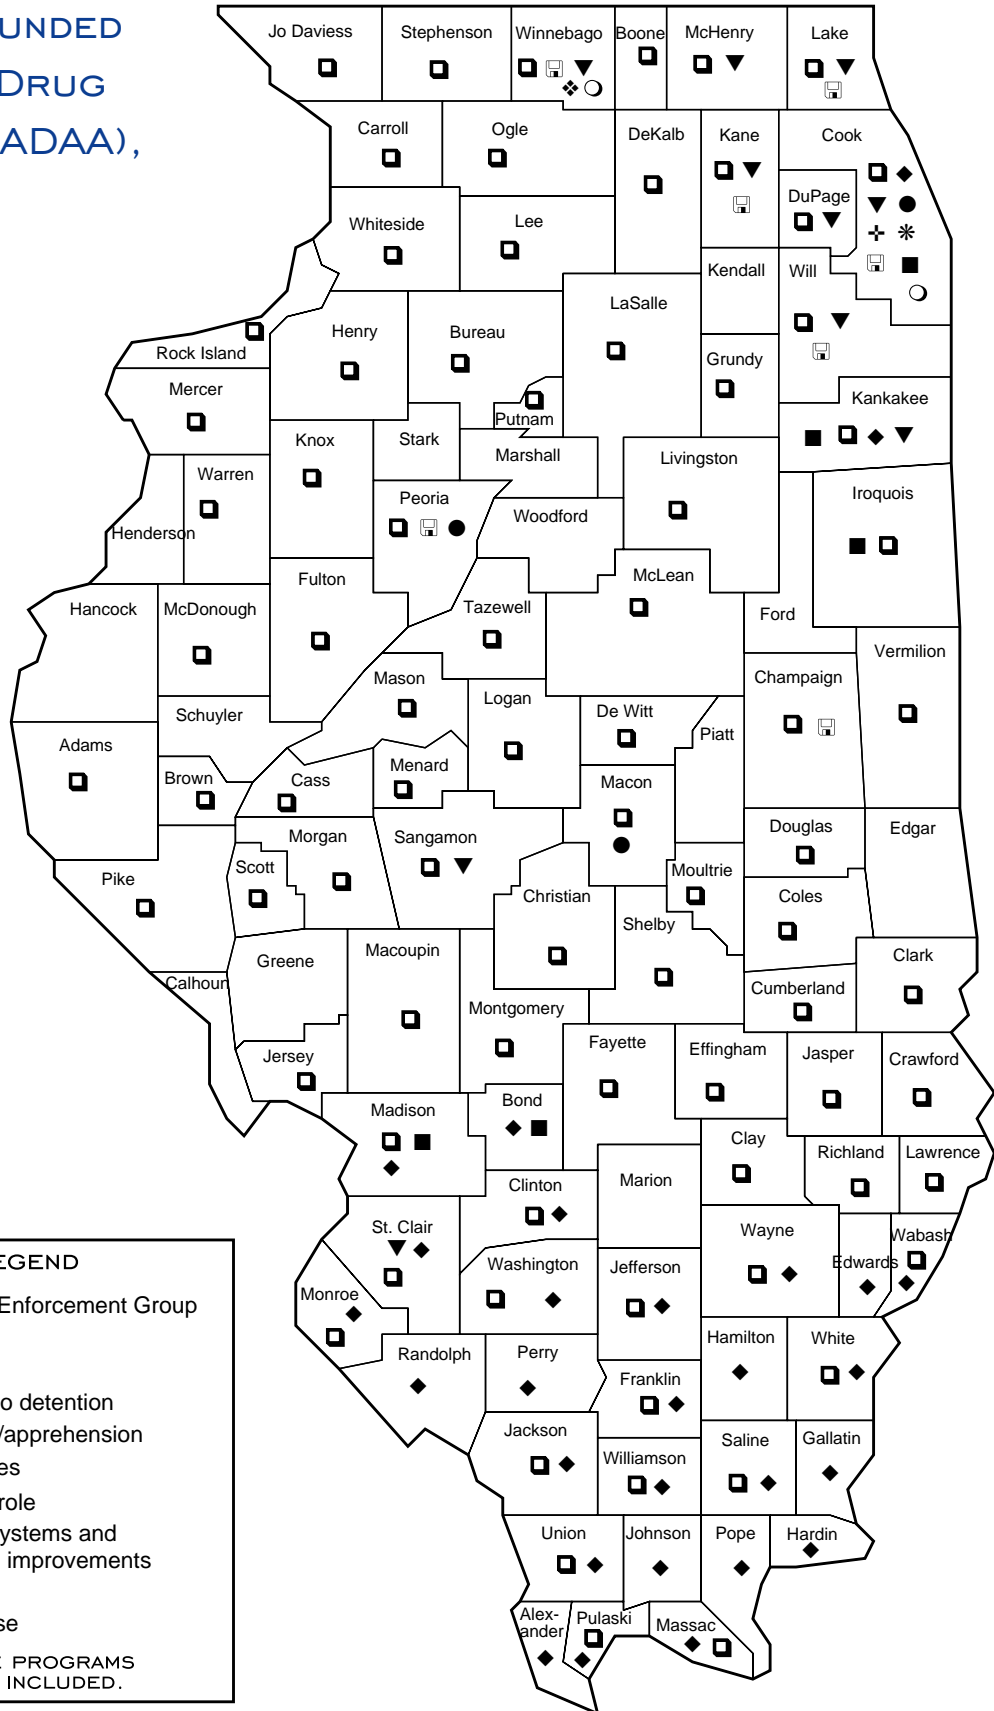 UNDED
DRUG
ADAA),
Jo Daviess
Stephenson
Winnebago
Boone
McHenry
Lake
Carroll
Ogle
DeKalb
Kane
Cook
DuPage
Whiteside
Lee
Kendall
Will
LaSalle
Rock Island
Henry
Bureau
Grundy
Mercer
Putnam
Kankakee
Knox
Stark
Marshall
Livingston
Warren
Peoria
Woodford
Iroquois
Henderson
McLean
Fulton
Hancock
McDonough
Tazewell
Ford
Vermilion
Mason
Champaign
Schuyler
Logan
De Witt
Piatt
Adams
Brown
Cass
Menard
Macon
Morgan
Sangamon
Douglas
Edgar
Scott
Moultrie
Pike
Christian
Coles
Shelby
Greene
Macoupin
Clark
Calhoun
Cumberland
Montgomery
Jersey
Fayette
Effingham
Jasper
Crawford
Madison
Bond
Clay
Richland
Lawrence
Clinton
Marion
St. Clair
Wayne
Wabash
Washington
Jefferson
Edwards
Monroe
Randolph
Perry
Hamilton
White
Franklin
Jackson
Williamson
Saline
Gallatin
Union
Johnson
Pope
Hardin
Alex-
ander
Pulaski
Massac
EGEND
Enforcement Group
o detention
/apprehension
es
role
ystems and
improvements
se
E PROGRAMS
INCLUDED.